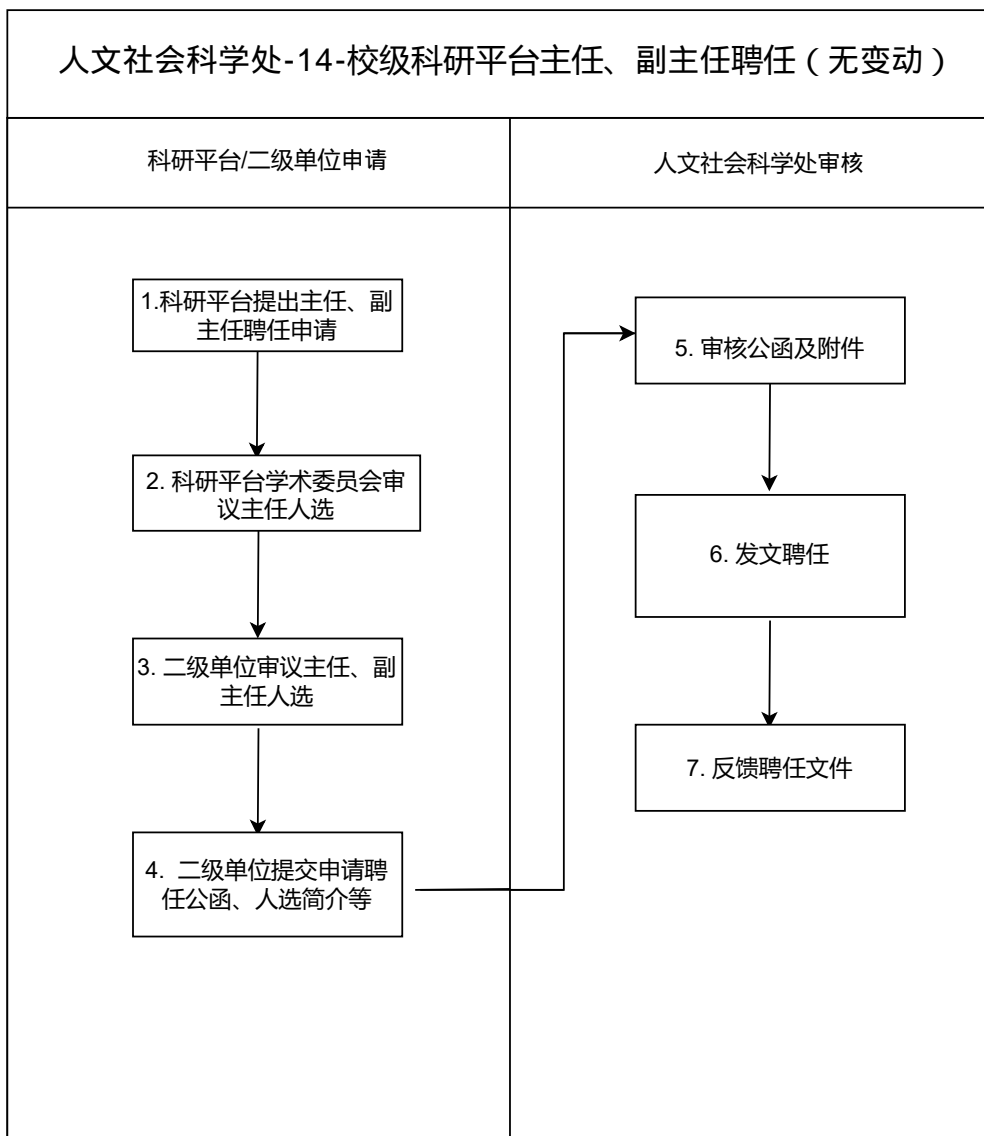 人文社会科学处-14-校级科研平台主任、副主任聘任（无变动）
科研平台/二级单位申请
人文社会科学处审核
1.科研平台提出主任、副
主任聘任申请
2. 科研平台学术委员会审
议主任人选
3. 二级单位审议主任、副
主任人选
4. 二级单位提交申请聘
任公函、人选简介等
5. 审核公函及附件
6. 发文聘任
7. 反馈聘任文件